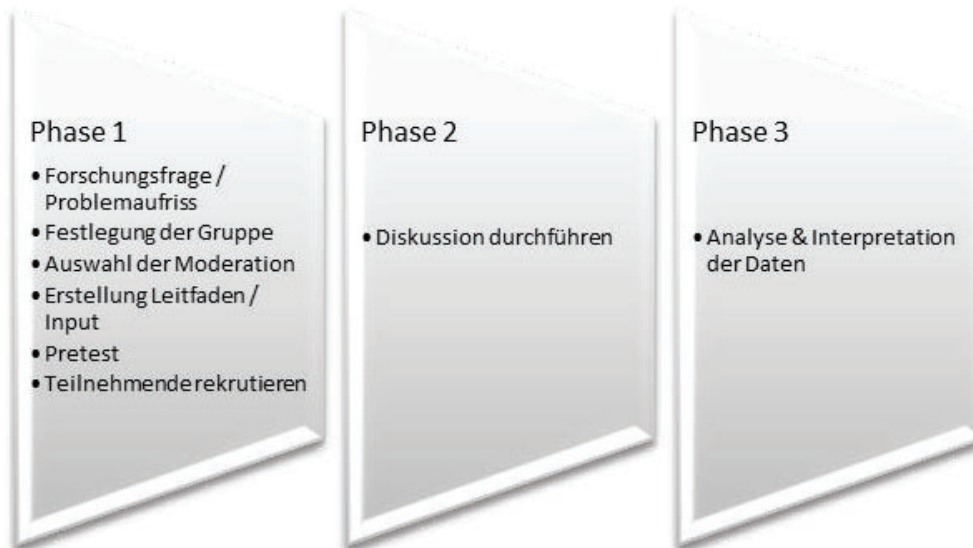 Phase 1
• Forschungsfrage /
Problemaufriss
• Festlegung der Gruppe
• Auswahl der Moderation
• Erstellung Leitfaden /
Input
• Pretest
• Teilnehmende rekrutieren
Phase 2
• Diskussion durchführen
Phase 3
• Analyse & Interpretation
der Daten